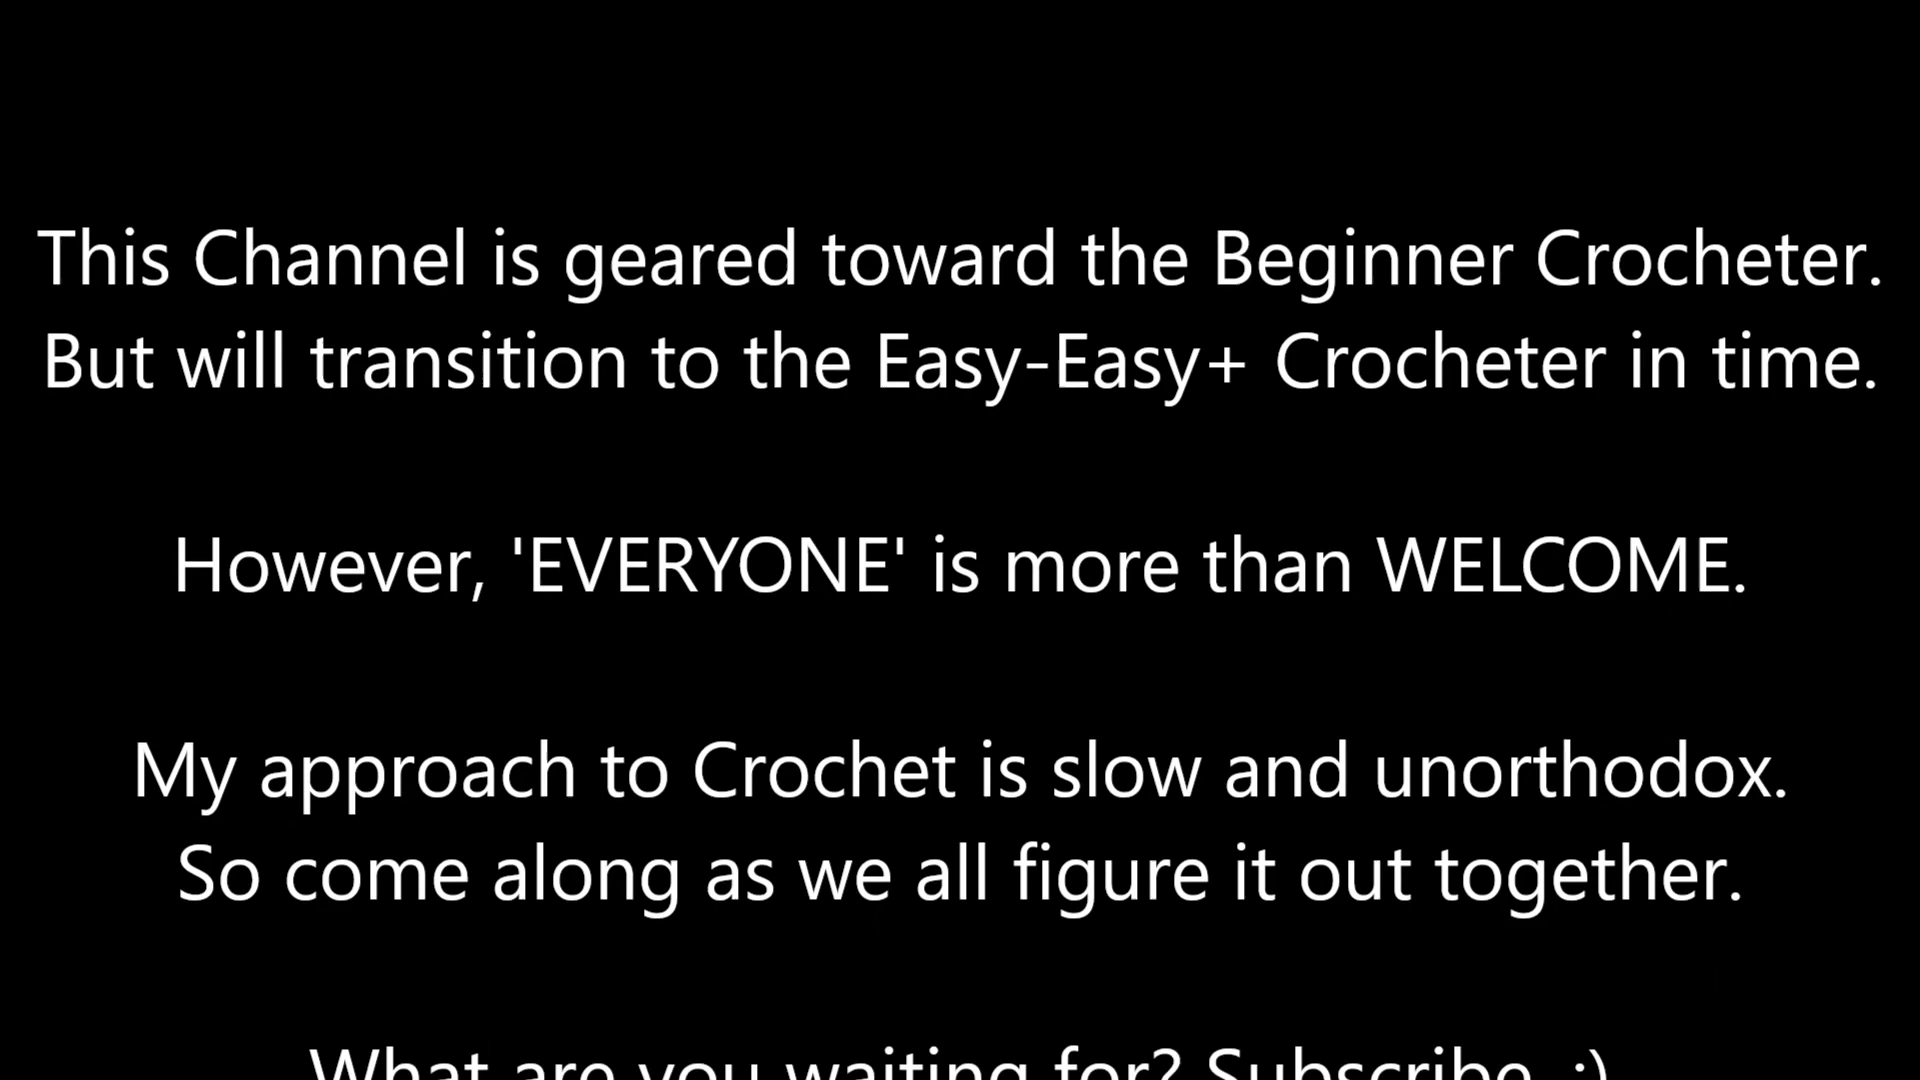 This Channel is geared toward the Beginner Crocheter.
But will transition to the Easy-Easy+ Crocheter in time.
However, 'EVERYONE' is more than WELCOME.
My approach to Crochet is slow and unorthodox.
So come along as we all figure it out together.
What are you waiting for? Subscribe. :)